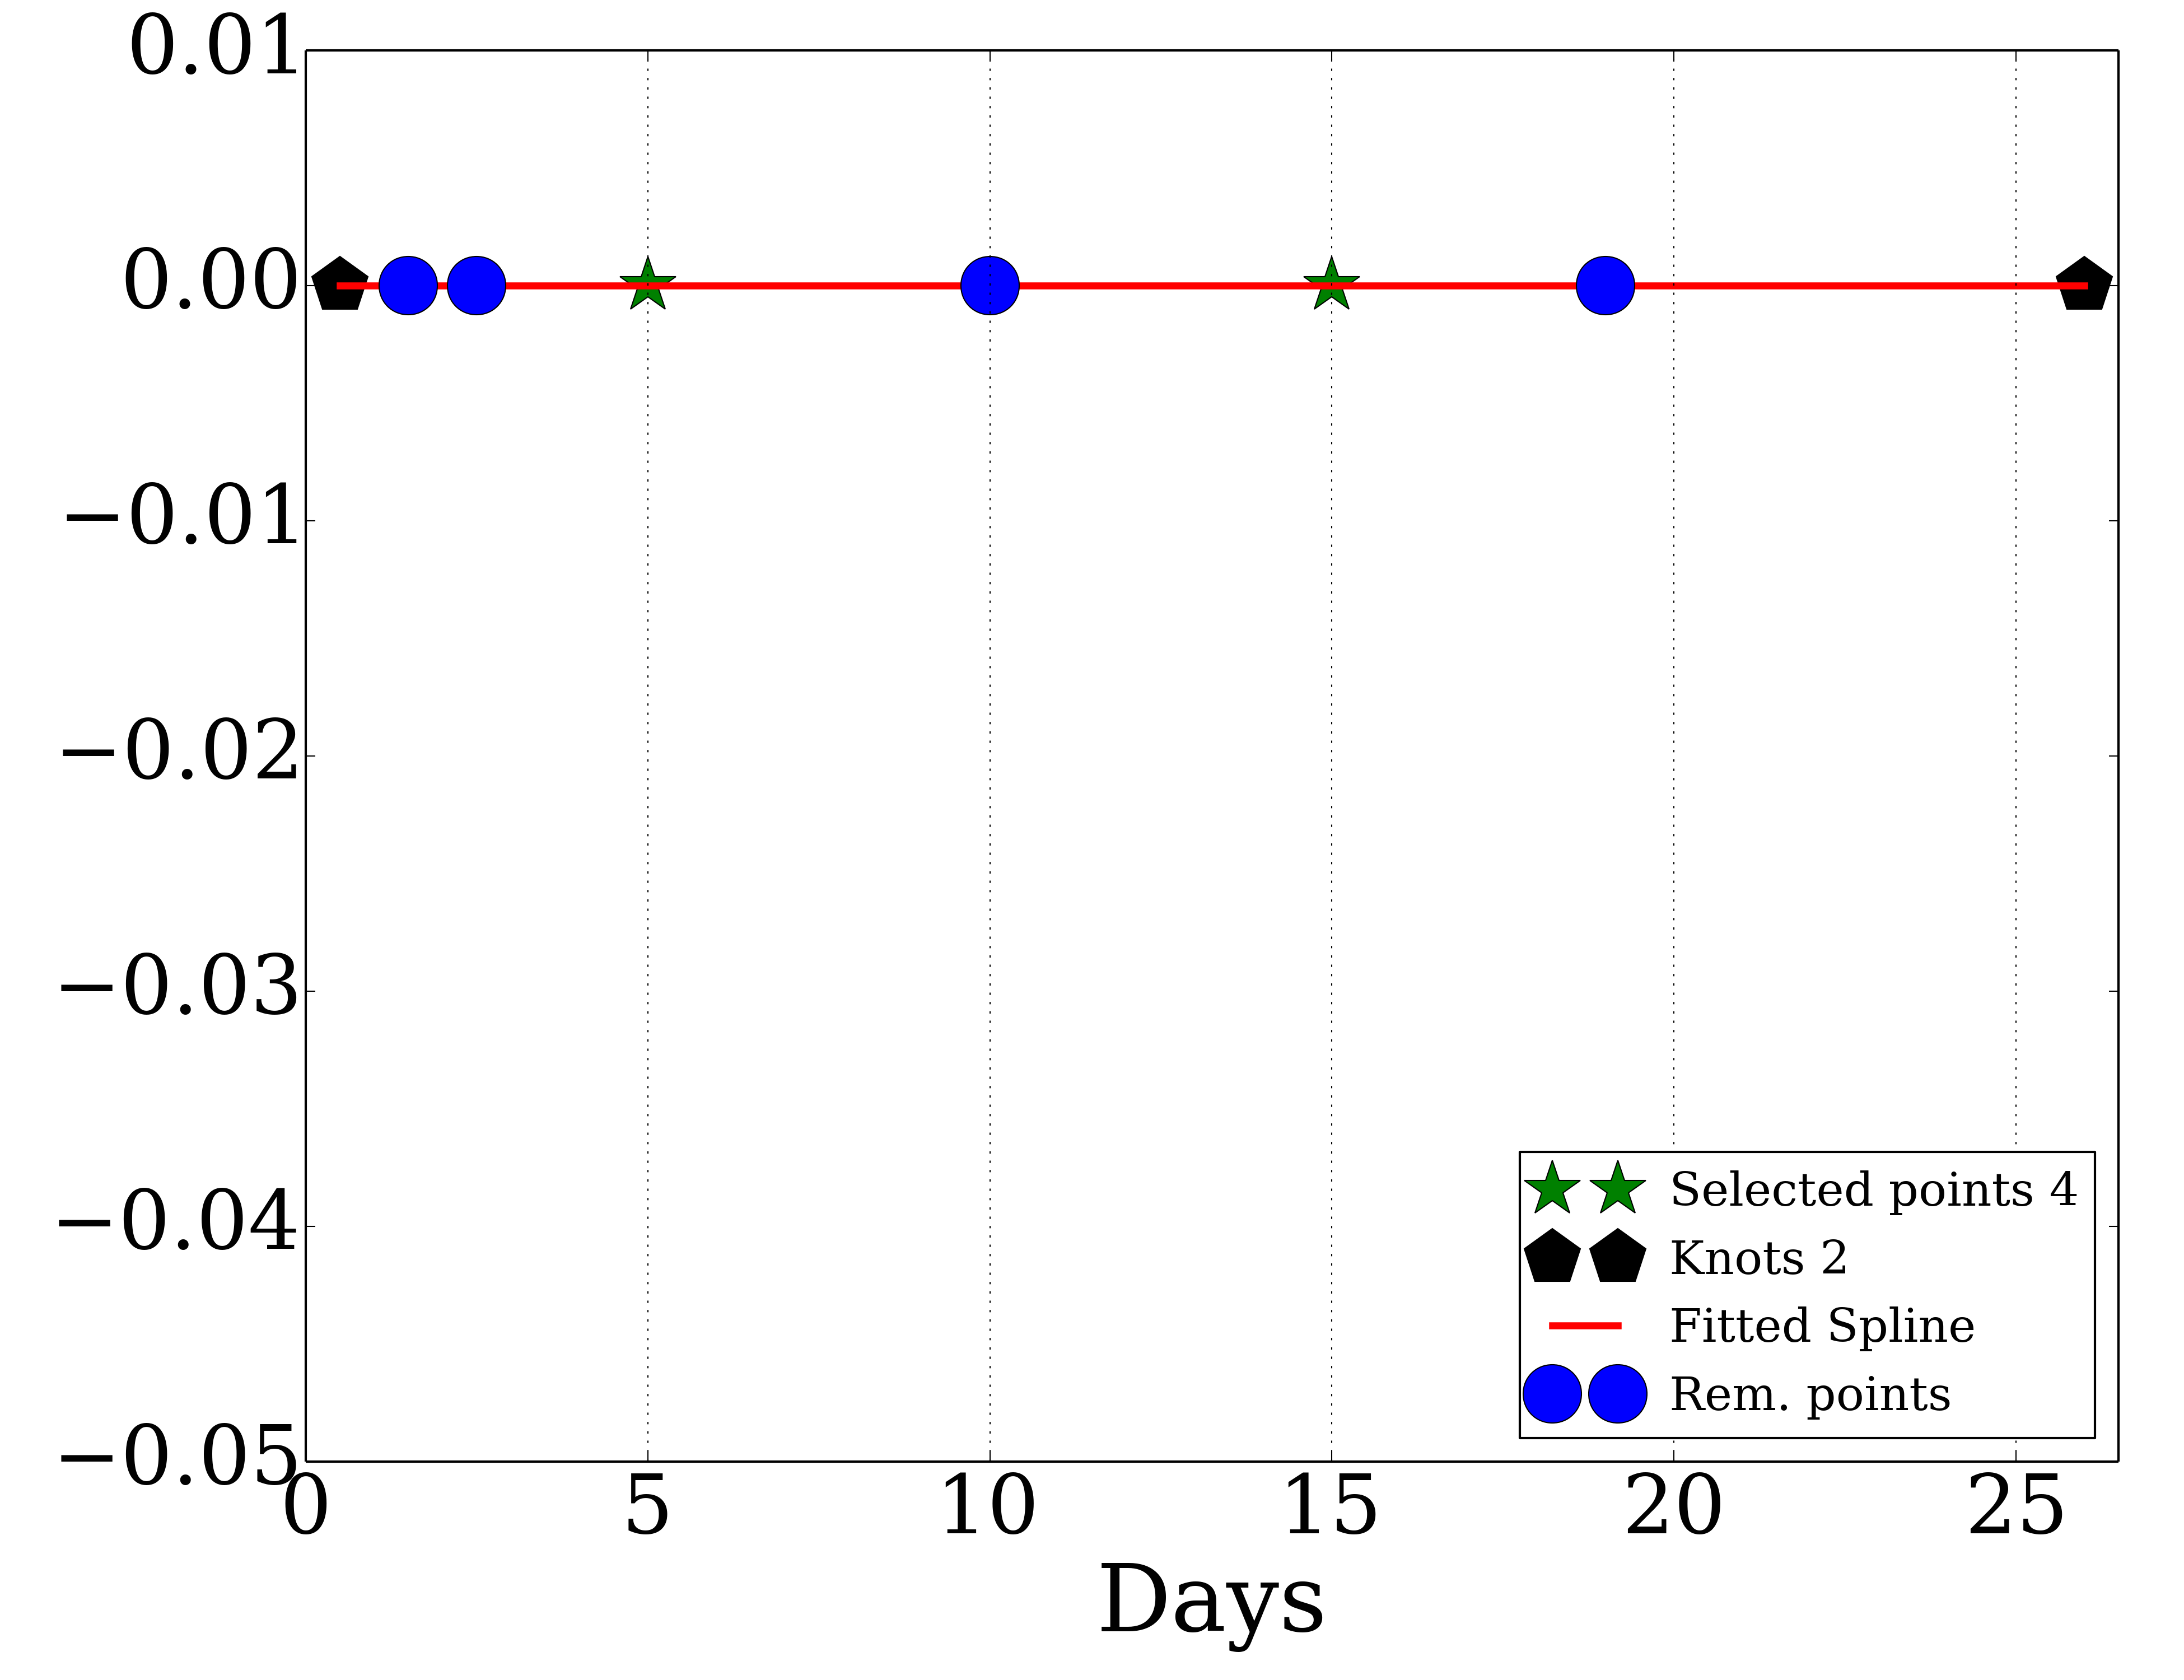 0.01
0.00
−0.01
−0.02
−0.03
−0.04
−0.05
0 5 10 15 20 25
Days
Selected points 4
Knots 2
Fitted Spline
Rem. points